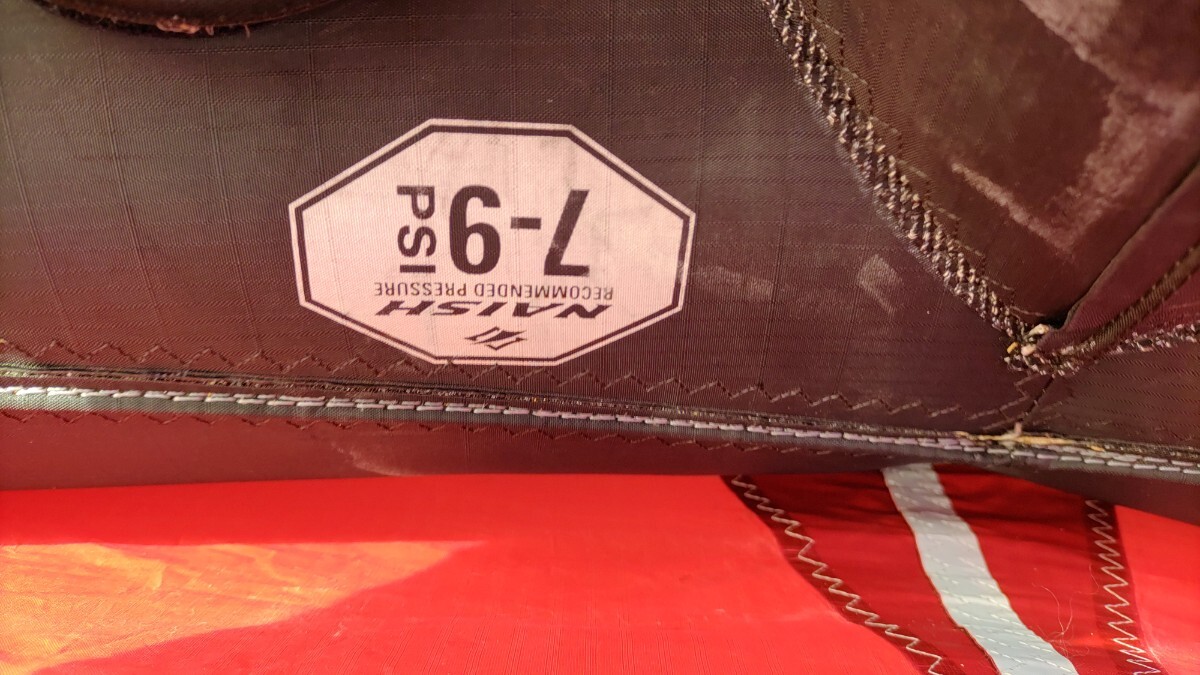 NAISH
RECOMMENDED PRESSURE
7-9 PSI